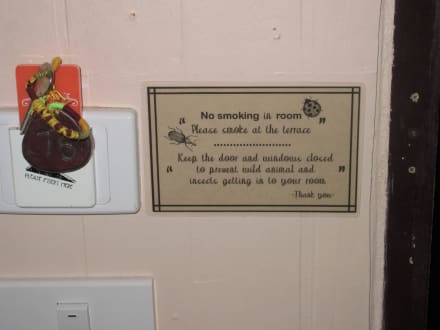 No smoking in room
"Please smoke at the terrace"
Keep the door and windows closed
"to prevent wild animal and"
insects getting in to your room
-Thank you-